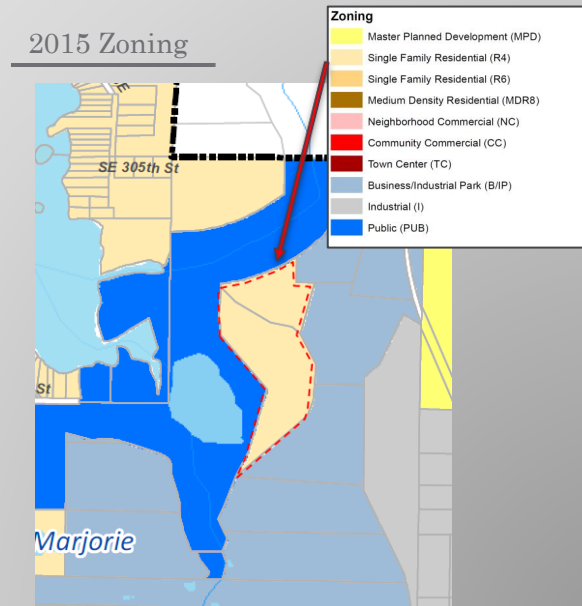 2015 Zoning
Zoning
Master Planned Development (MPD)
Single Family Residential (R4)
Single Family Residential (R6)
Medium Density Residential (MDR8)
Neighborhood Commercial (NC)
Community Commercial (CC)
Town Center (TC)
Business/Industrial Park (B/IP)
Industrial (I)
Public (PUB)
SE 305th St
St
Marjorie